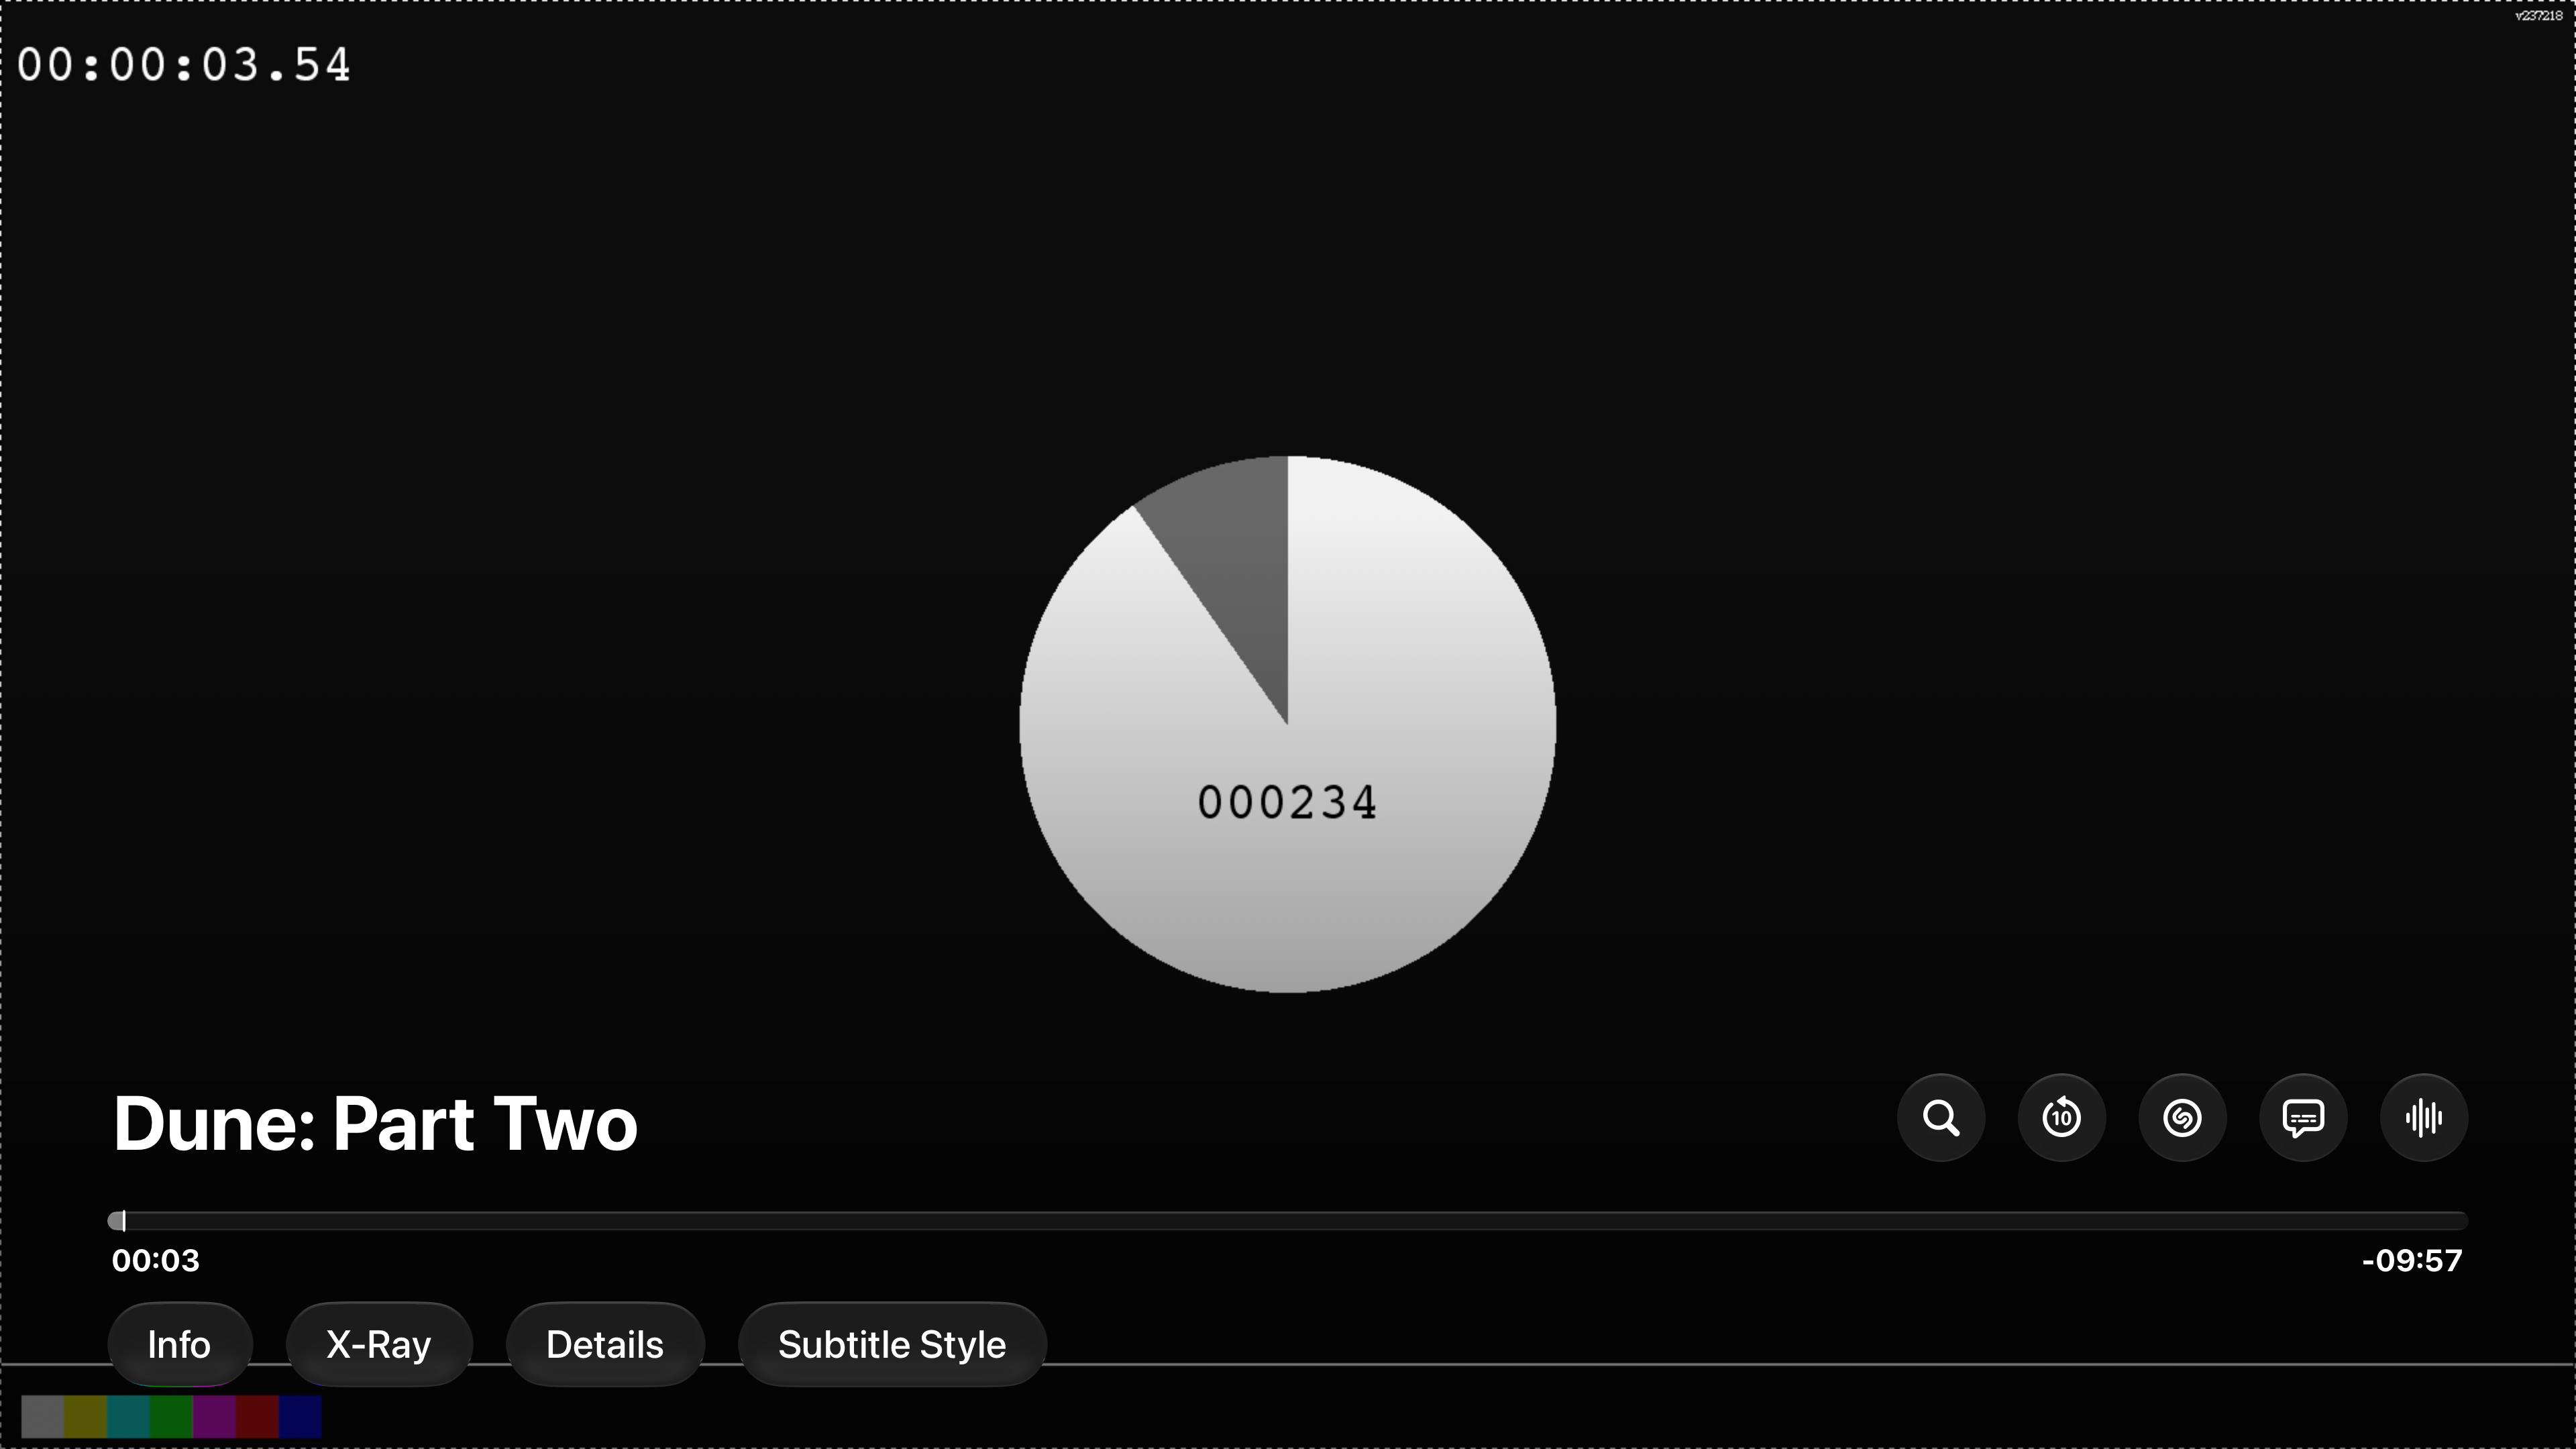 v237218
00:00:03.54
000234
Dune: Part Two
10
00:03
-09:57
Info
X-Ray
Details
Subtitle Style